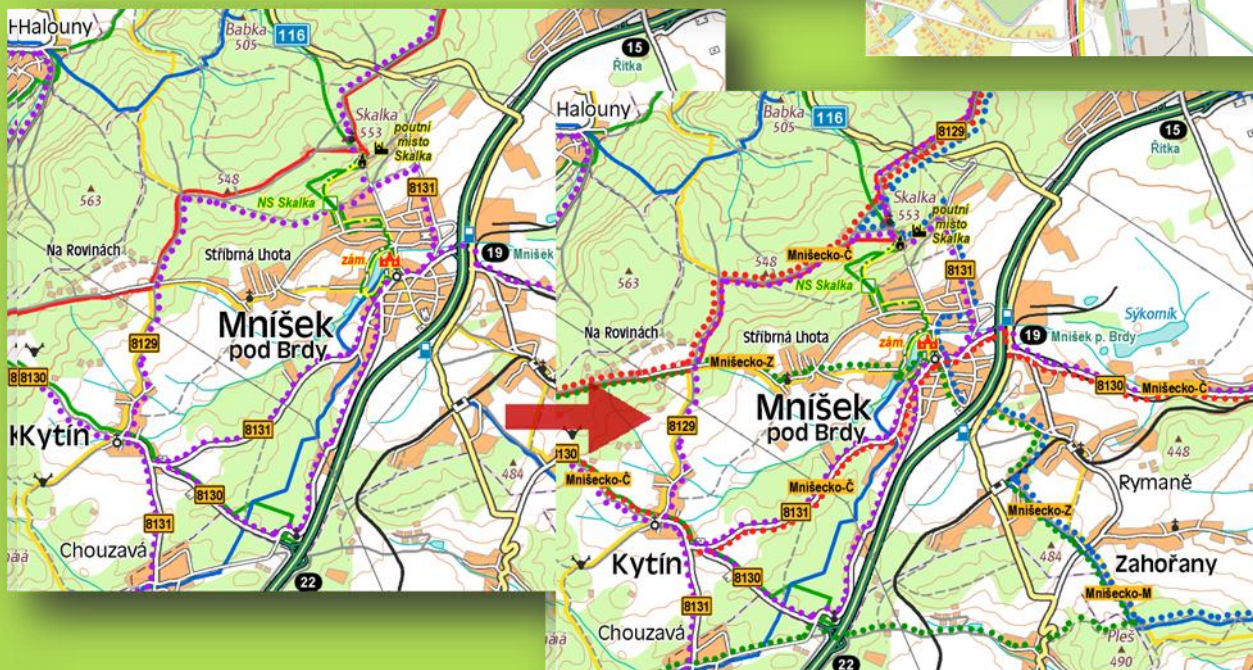 Halouny
Babka
505
116
15
Řitka
Skalka
553
poutní
místo
Skalka
548
8131
563
NS Skalka
Na Rovinách
Stříbrná Lhota
zám.
19
Mníšek
Mníšek
pod Brdy
8129
8130
Kytín
8131
484
8130
8131
Chouzavá
22
Halouny
Babka
505
116
8129
15
Řitka
Skalka
553
poutní
místo
Skalka
Mníšecko-Č
548
8131
563
NS Skalka
Sýkorník
Na Rovinách
Stříbrná Lhota
zám.
19
Mníšek p. Brdy
Mníšecko-Z
8130
Mníšecko-Č
Mníšek
pod Brdy
8129
8130
448
Mníšecko-Č
Mníšecko-Č
Rymaně
8131
Mníšecko-Z
484
Kytín
Zahořany
8130
Mníšecko-M
8131
Chouzavá
Pleš
490
22